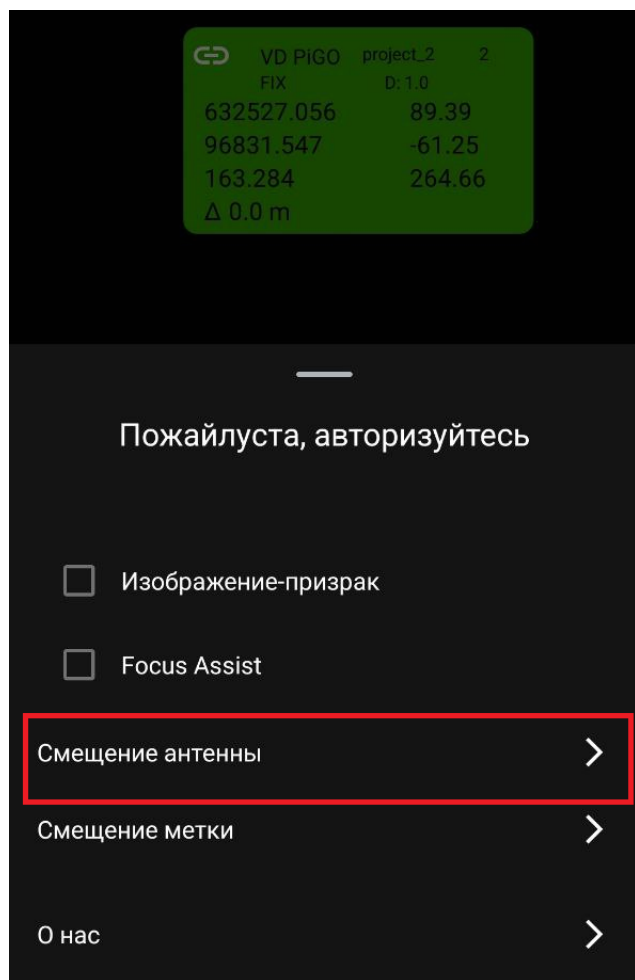 VD PiGO project_2 2
FIX D: 1.0
632527.056 89.39
96831.547 -61.25
163.284 264.66
Δ 0.0 m
Пожайлуста, авторизуйтесь
Изображение-призрак
Focus Assist
Смещение антенны
Смещение метки
О нас